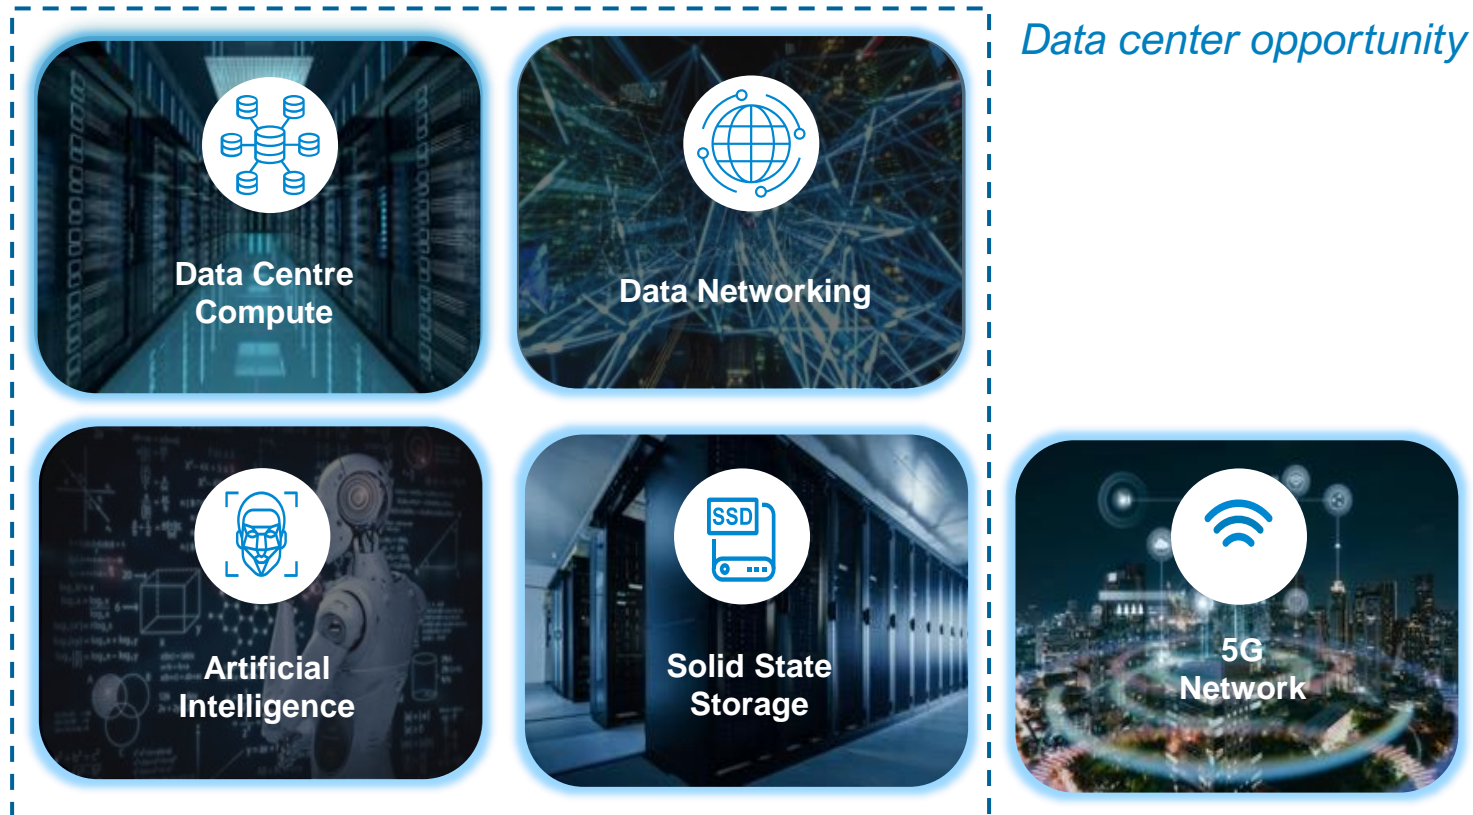 Data center opportunity
Data Centre
Compute
Data Networking
Artificial
Intelligence
SSD
Solid State
Storage
5G
Network